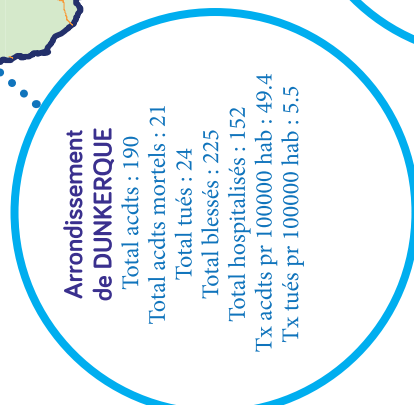 Arrondissement
de DUNKERQUE
Total acdts : 190
Total acdts mortels : 21
Total tués : 24
Total blessés : 225
Total hospitalisés : 152
Tx acdts pr 100000 hab : 49.4
Tx tués pr 100000 hab : 5.5